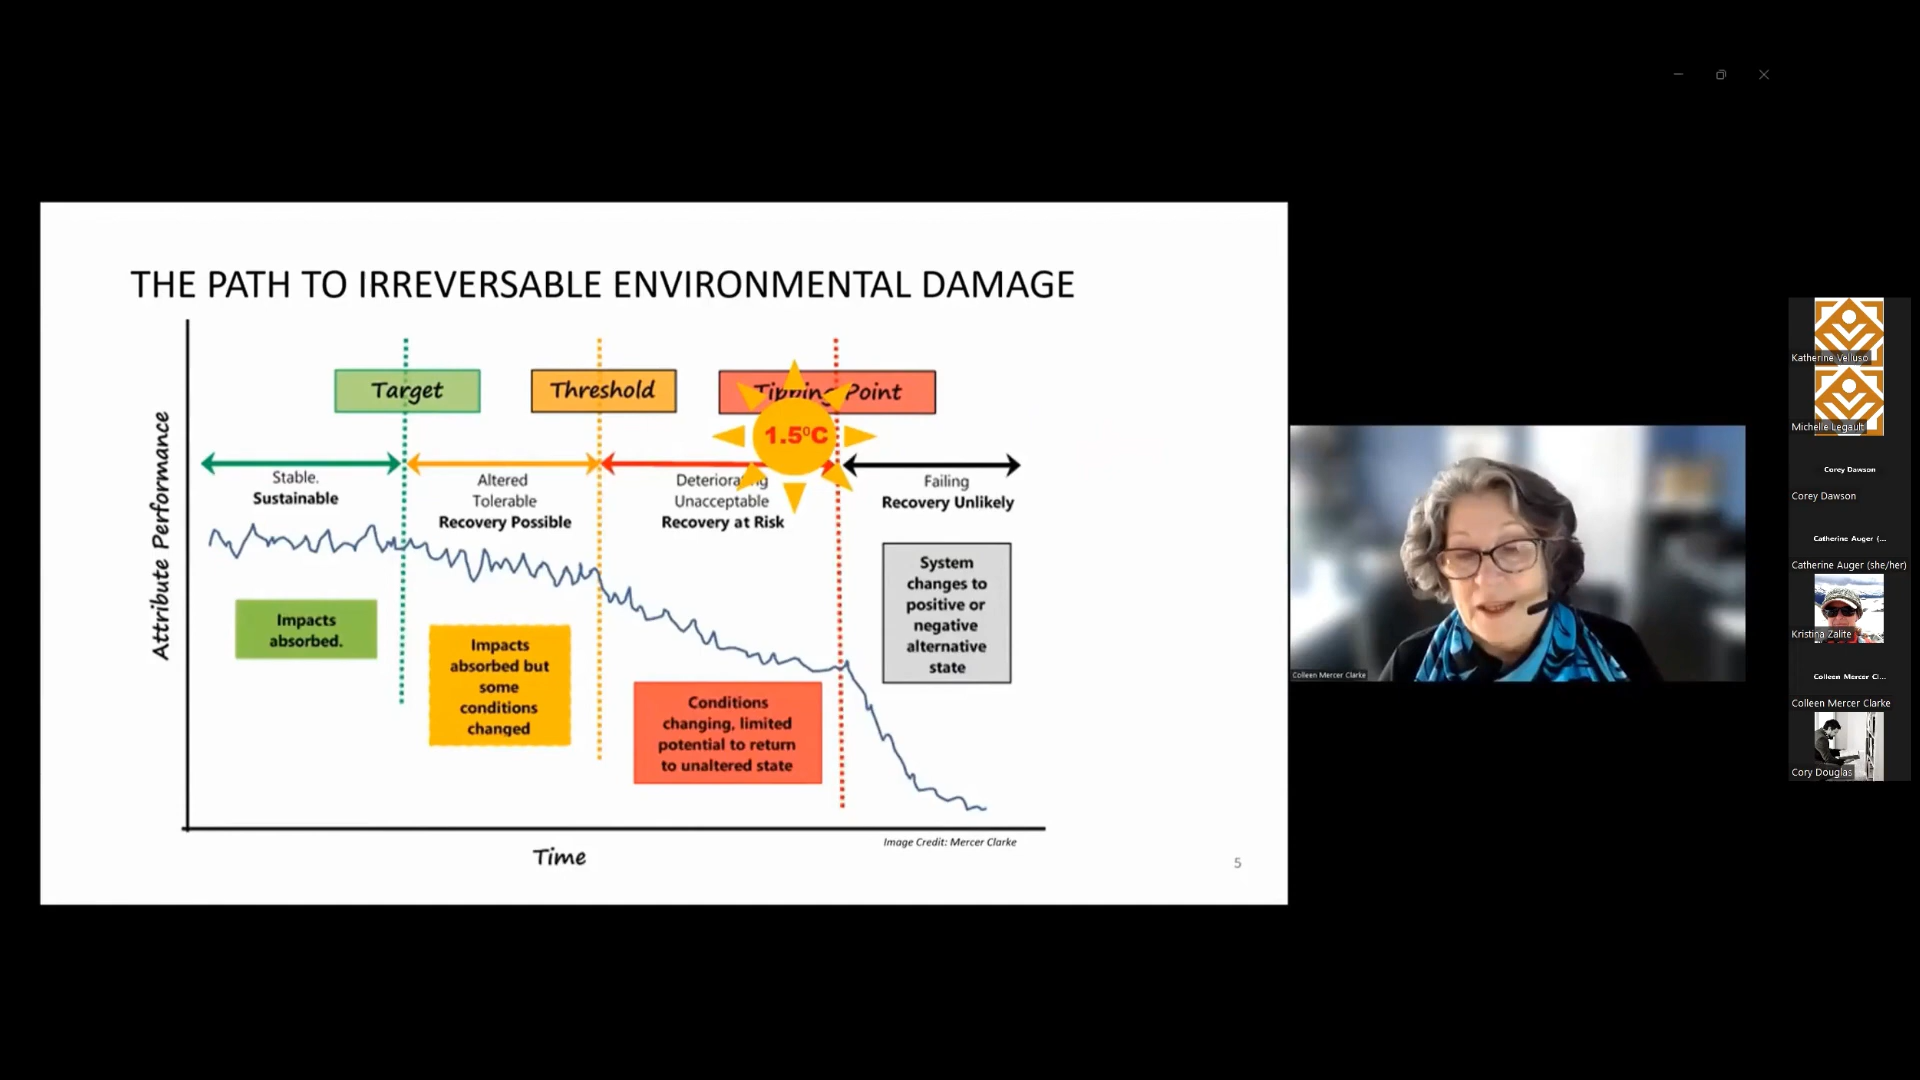 THE PATH TO IRREVERSABLE ENVIRONMENTAL DAMAGE
Target
Threshold
Tipping Point
1.5⁰C
Attribute Performance
Stable.
Sustainable
Altered
Tolerable
Recovery Possible
Deteriorating
Unacceptable
Recovery at Risk
Failing
Recovery Unlikely
Impacts
absorbed.
Impacts
absorbed but
some
conditions
changed
Conditions
changing, limited
potential to return
to unaltered state
System
changes to
positive or
negative
alternative
state
Image Credit: Mercer Clarke
Time
5
Colleen Mercer Clarke
Katherine Velluso
Michelle Legault
Corey Dawson
Corey Dawson
Catherine Auger (...
Catherine Auger (she/her)
Kristina Zalite
Colleen Mercer Cl...
Colleen Mercer Clarke
Cory Douglas